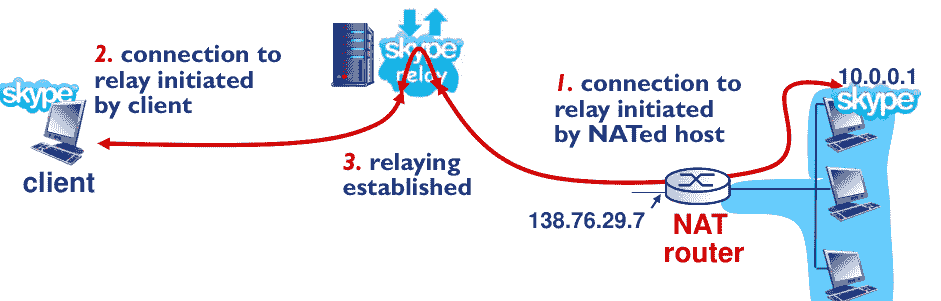 2. connection to
relay initiated
by client
skype
client
skype
relay
3. relaying
established
1. connection to
relay initiated
by NATed host
10.0.0.1
skype
138.76.29.7
NAT
router